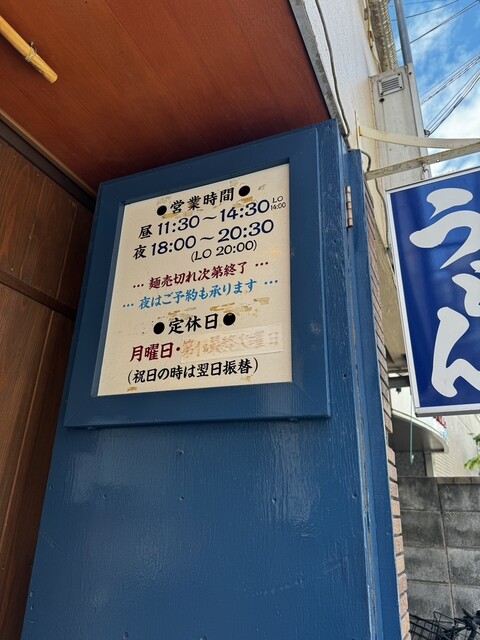 ●営業時間●
昼 11:30～14:30 LO 14:00
夜 18:00～20:30
(LO 20:00)
… 麺売切れ次第終了 …
… 夜はご予約も承ります …
●定休日●
月曜日・
(祝日の時は翌日振替)
うどん